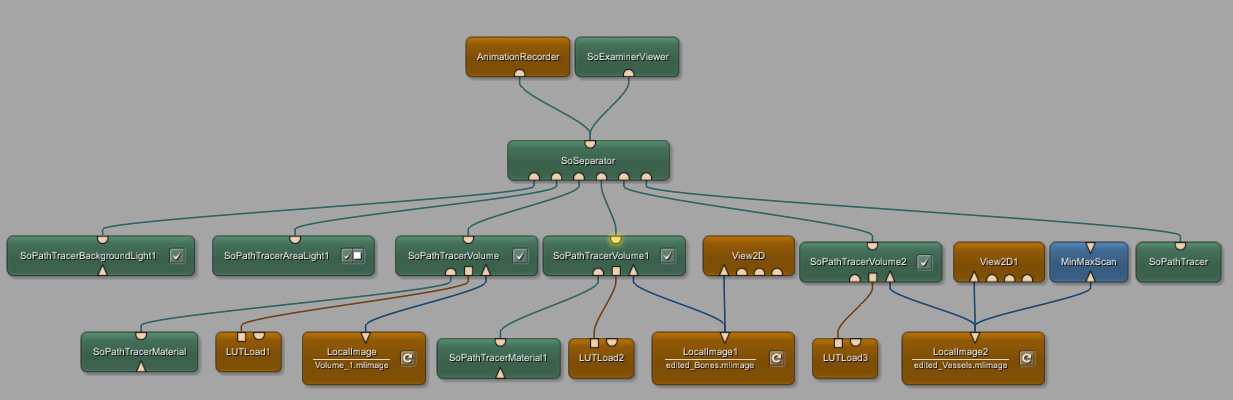 AnimationRecorder
SoExaminerViewer
SoSeparator
SoPathTracerBackgroundLight1
SoPathTracerAreaLight1
SoPathTracerVolume
SoPathTracerVolume1
View2D
SoPathTracerVolume2
View2D1
MinMaxScan
SoPathTracer
SoPathTracerMaterial
LUTLoad1
LocalImage
Volume_1.mlimage
SoPathTracerMaterial1
LUTLoad2
LocalImage1
edited_Bones.mlimage
LUTLoad3
LocalImage2
edited_Vessels.mlimage